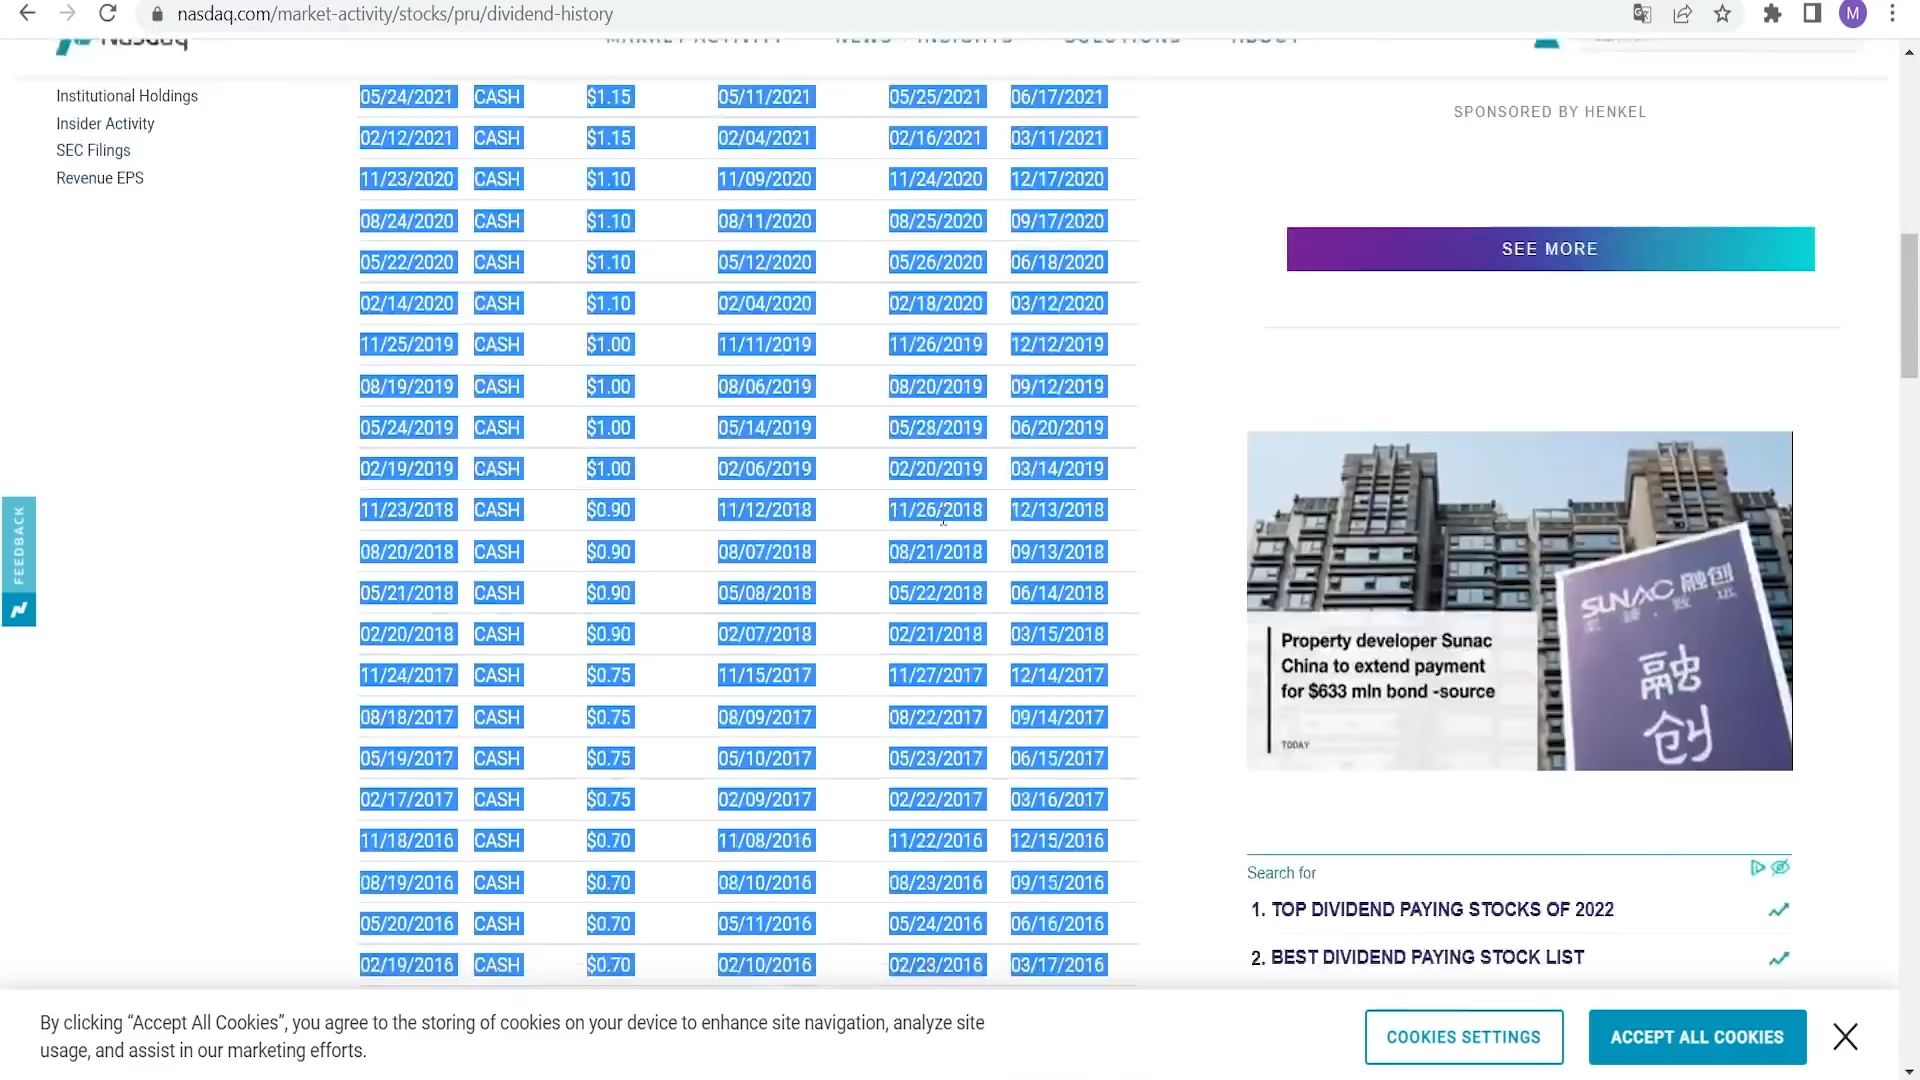 nasdaq.com/market-activity/stocks/pru/dividend-history
M
Nasdaq
MARKET ACTIVITY NEWS + INSIGHTS SOLUTIONS ABOUT
Institutional Holdings
Insider Activity
SEC Filings
Revenue EPS
FEEDBACK
05/24/2021 CASH $1.15 05/11/2021 05/25/2021 06/17/2021
02/12/2021 CASH $1.15 02/04/2021 02/16/2021 03/11/2021
11/23/2020 CASH $1.10 11/09/2020 11/24/2020 12/17/2020
08/24/2020 CASH $1.10 08/11/2020 08/25/2020 09/17/2020
05/22/2020 CASH $1.10 05/12/2020 05/26/2020 06/18/2020
02/14/2020 CASH $1.10 02/04/2020 02/18/2020 03/12/2020
11/25/2019 CASH $1.00 11/11/2019 11/26/2019 12/12/2019
08/19/2019 CASH $1.00 08/06/2019 08/20/2019 09/12/2019
05/24/2019 CASH $1.00 05/14/2019 05/28/2019 06/20/2019
02/19/2019 CASH $1.00 02/06/2019 02/20/2019 03/14/2019
11/23/2018 CASH $0.90 11/12/2018 11/26/2018 12/13/2018
08/20/2018 CASH $0.90 08/07/2018 08/21/2018 09/13/2018
05/21/2018 CASH $0.90 05/08/2018 05/22/2018 06/14/2018
02/20/2018 CASH $0.90 02/07/2018 02/21/2018 03/15/2018
11/24/2017 CASH $0.75 11/15/2017 11/27/2017 12/14/2017
08/18/2017 CASH $0.75 08/09/2017 08/22/2017 09/14/2017
05/19/2017 CASH $0.75 05/10/2017 05/23/2017 06/15/2017
02/17/2017 CASH $0.75 02/09/2017 02/22/2017 03/16/2017
11/18/2016 CASH $0.70 11/08/2016 11/22/2016 12/15/2016
08/19/2016 CASH $0.70 08/10/2016 08/23/2016 09/15/2016
05/20/2016 CASH $0.70 05/11/2016 05/24/2016 06/16/2016
02/19/2016 CASH $0.70 02/10/2016 02/23/2016 03/17/2016
SPONSORED BY HENKEL
SEE MORE
SUNAC 融创
融
创
Property developer Sunac
China to extend payment
for $633 mln bond -source
TODAY
Search for
1. TOP DIVIDEND PAYING STOCKS OF 2022
2. BEST DIVIDEND PAYING STOCK LIST
By clicking “Accept All Cookies”, you agree to the storing of cookies on your device to enhance site navigation, analyze site
usage, and assist in our marketing efforts.
COOKIES SETTINGS
ACCEPT ALL COOKIES